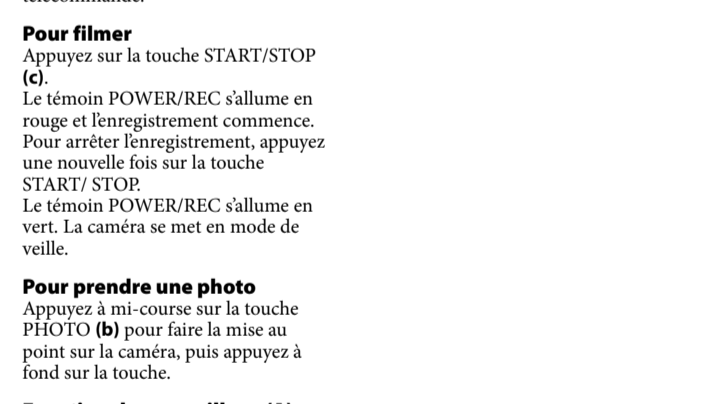 télécommande.
Pour filmer
Appuyez sur la touche START/STOP
(c).
Le témoin POWER/REC s'allume en
rouge et l'enregistrement commence.
Pour arrêter l'enregistrement, appuyez
une nouvelle fois sur la touche
START/ STOP.
Le témoin POWER/REC s'allume en
vert. La caméra se met en mode de
veille.
Pour prendre une photo
Appuyez à mi-course sur la touche
PHOTO (b) pour faire la mise au
point sur la caméra, puis appuyez à
fond sur la touche.